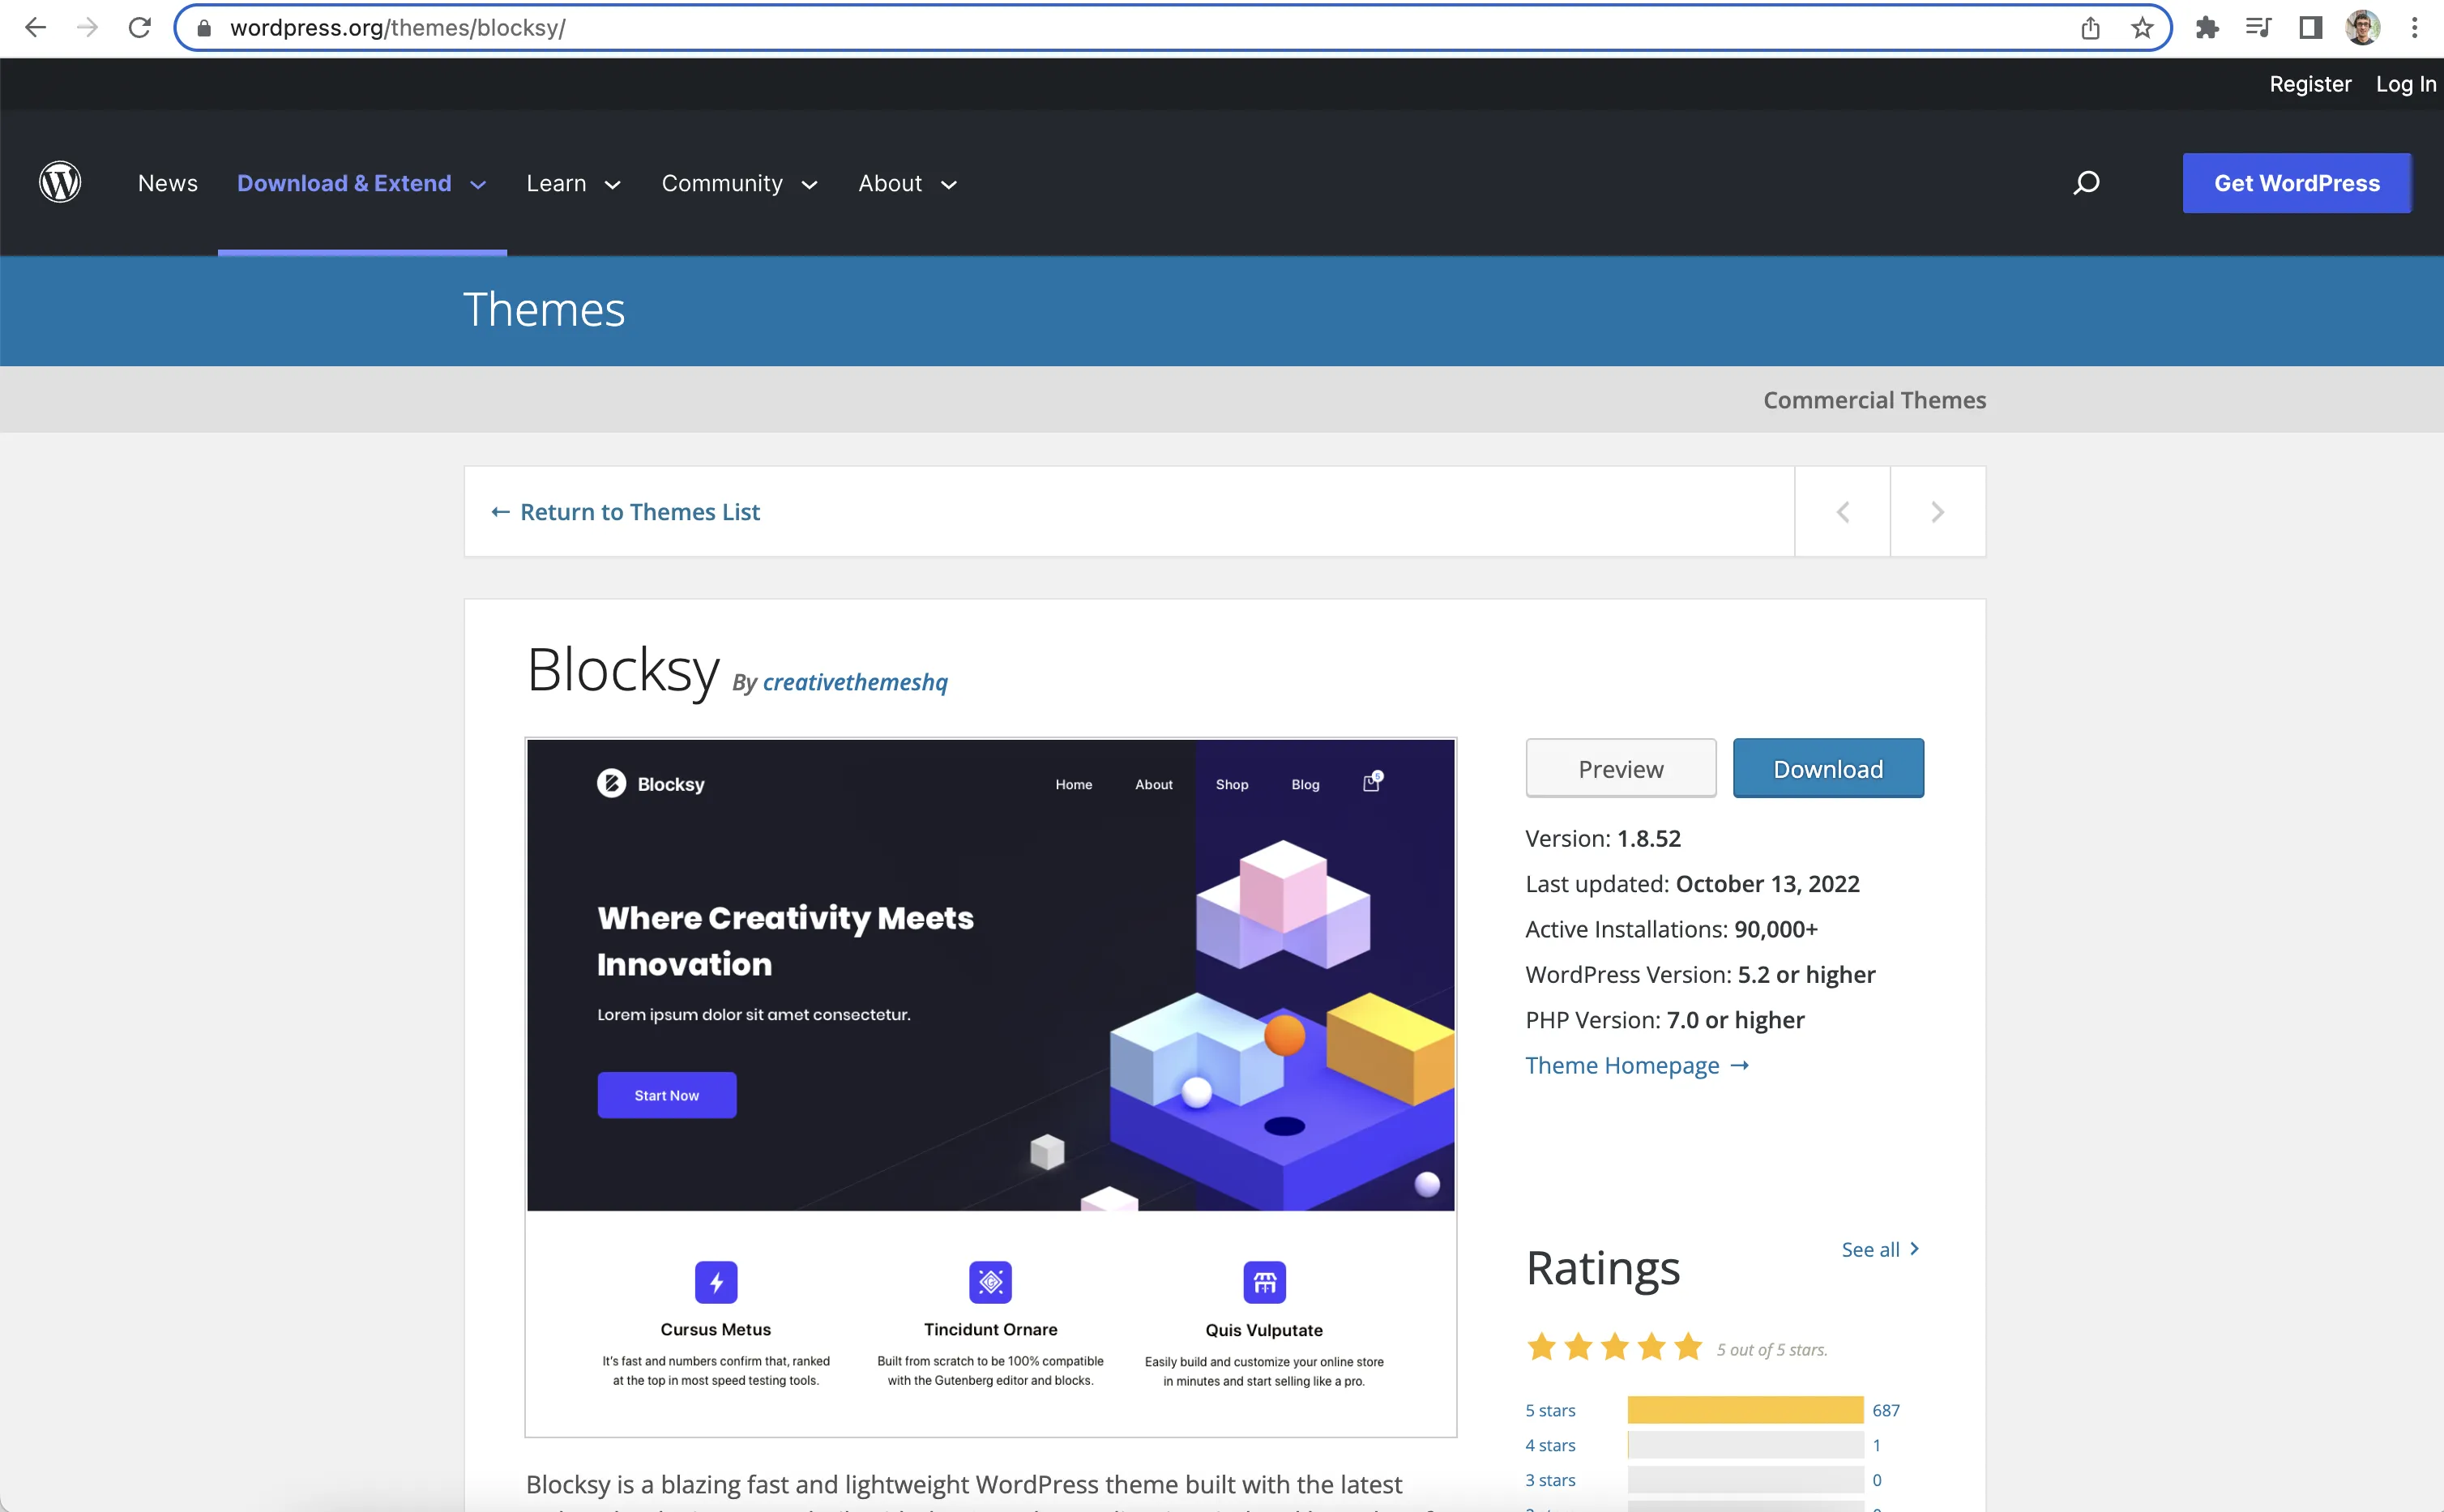 wordpress.org/themes/blocksy/
Register Log In
News Download & Extend Learn Community About Get WordPress
Themes
Commercial Themes
← Return to Themes List
Blocksy By creativethemeshq
Blocksy
Home About Shop Blog 5
Where Creativity Meets
Innovation
Lorem ipsum dolor sit amet consectetur.
Start Now
Cursus Metus
It's fast and numbers confirm that, ranked
at the top in most speed testing tools.
Tincidunt Ornare
Built from scratch to be 100% compatible
with the Gutenberg editor and blocks.
Quis Vulputate
Easily build and customize your online store
in minutes and start selling like a pro.
Blocksy is a blazing fast and lightweight WordPress theme built with the latest
Preview Download
Version: 1.8.52
Last updated: October 13, 2022
Active Installations: 90,000+
WordPress Version: 5.2 or higher
PHP Version: 7.0 or higher
Theme Homepage →
Ratings See all
5 out of 5 stars.
5 stars 687
4 stars 1
3 stars 0